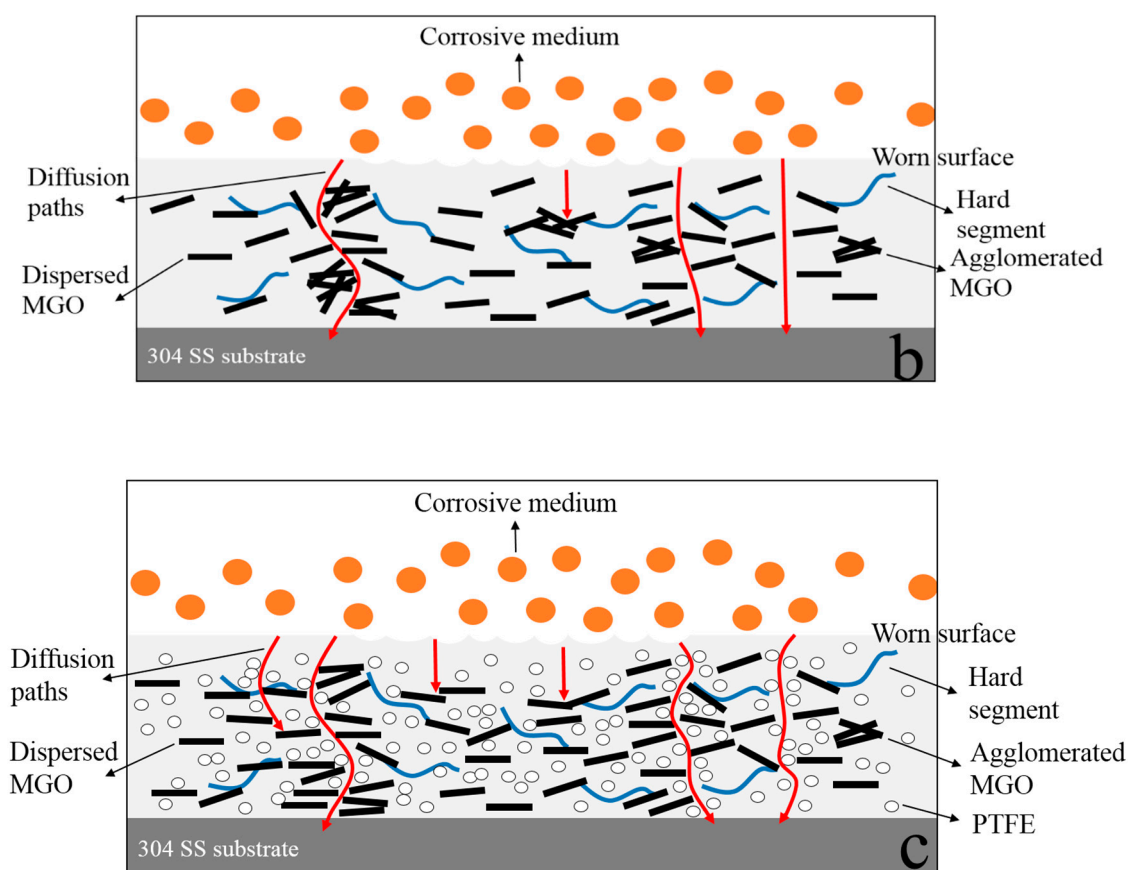 Corrosive medium
Worn surface
Diffusion
paths
Hard
segment
Agglomerated
MGO
Dispersed
MGO
304 SS substrate
b
Corrosive medium
Worn surface
Diffusion
paths
Hard
segment
Dispersed
MGO
Agglomerated
MGO
PTFE
304 SS substrate
c